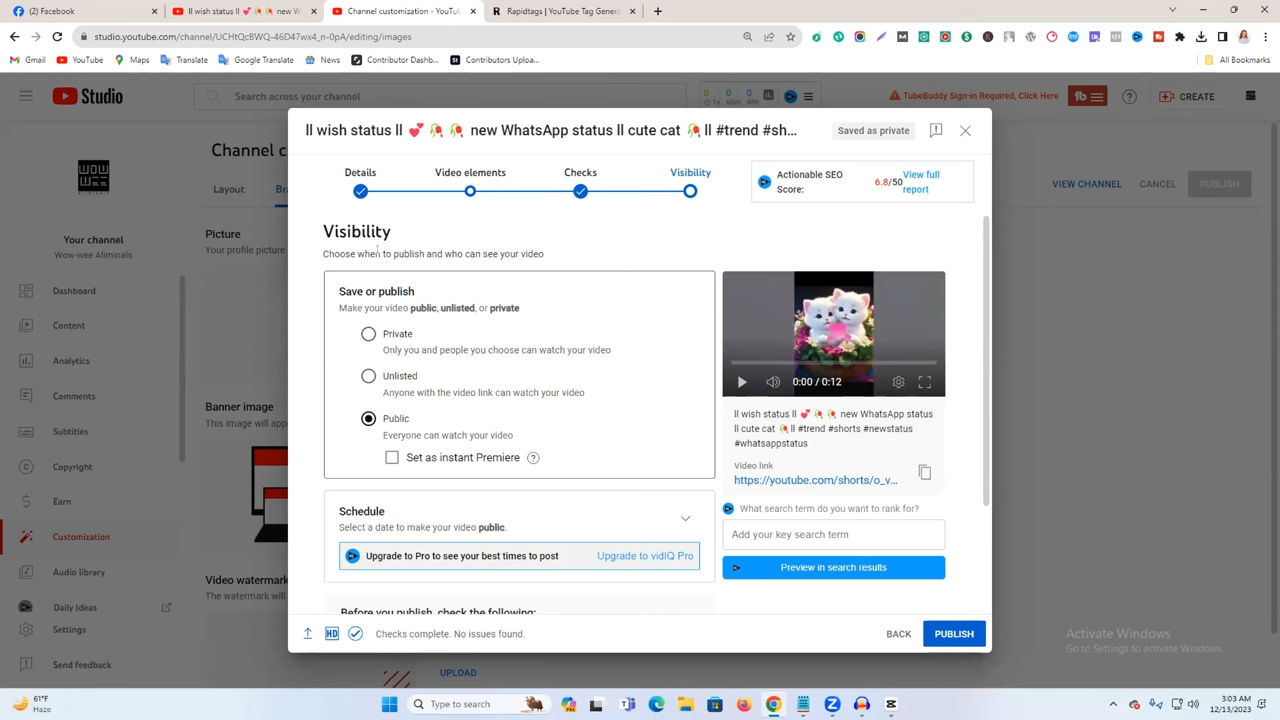 (2) Facebook
ll wish status ll 💕 🥀 🥀 new W
Channel customization - YouTube
Rapidtags | YouTube Tag Genera
studio.youtube.com/channel/UCHtQcBWQ-46D47wx4_n-0pA/editing/images
Gmail
YouTube
Maps
Translate
Google Translate
News
Contributor Dashb...
Contributors Uploa...
All Bookmarks
Studio
Search across your channel
0 0 0
1y 60m 48h
TubeBuddy Sign-in Required, Click Here
CREATE
Channel c
Layout
Bra
VIEW CHANNEL
CANCEL
PUBLISH
Your channel
Wow-wee Aliminals
Dashboard
Content
Analytics
Comments
Subtitles
Copyright
Earn
Customization
Audio library
Daily Ideas
Settings
Send feedback
Picture
Your profile picture
Banner image
This image will appe
Video watermark
The watermark will
UPLOAD
ll wish status ll 💕 🥀 🥀 new WhatsApp status ll cute cat 🥀 ll #trend #sh...
Saved as private
Details
Video elements
Checks
Visibility
Actionable SEO
Score:
6.8/50
View full
report
Visibility
Choose when to publish and who can see your video
Save or publish
Make your video public, unlisted, or private
Private
Only you and people you choose can watch your video
Unlisted
Anyone with the video link can watch your video
Public
Everyone can watch your video
Set as instant Premiere
Schedule
Select a date to make your video public.
Upgrade to Pro to see your best times to post
Upgrade to vidIQ Pro
Before you publish, check the following:
0:00 / 0:12
ll wish status ll 💕 🥀 🥀 new WhatsApp status
ll cute cat 🥀 ll #trend #shorts #newstatus
#whatsappstatus
Video link
https://youtube.com/shorts/o_v...
What search term do you want to rank for?
Add your key search term
Preview in search results
HD
Checks complete. No issues found.
BACK
PUBLISH
Activate Windows
Go to Settings to activate Windows.
61°F
Haze
Type to search
3:03 AM
12/13/2023